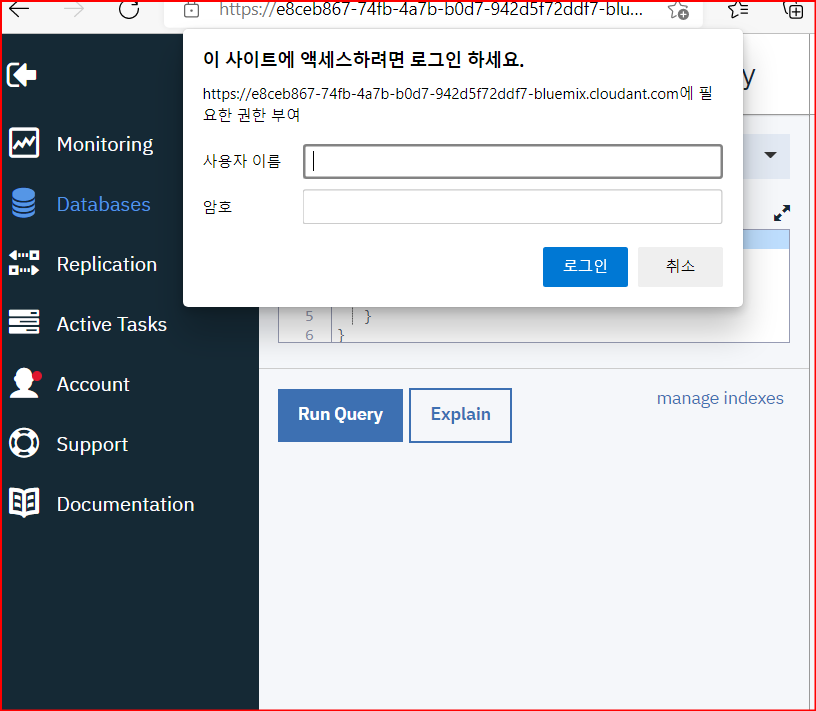 https://e8ceb867-74fb-4a7b-b0d7-942d5f72ddf7-blu...
이 사이트에 액세스하려면 로그인 하세요.
https://e8ceb867-74fb-4a7b-b0d7-942d5f72ddf7-bluemix.cloudant.com에 필
요한 권한 부여
사용자 이름
암호
로그인
취소
y
Monitoring
Databases
Replication
Active Tasks
Account
Support
Documentation
5 }
6 }
Run Query
Explain
manage indexes